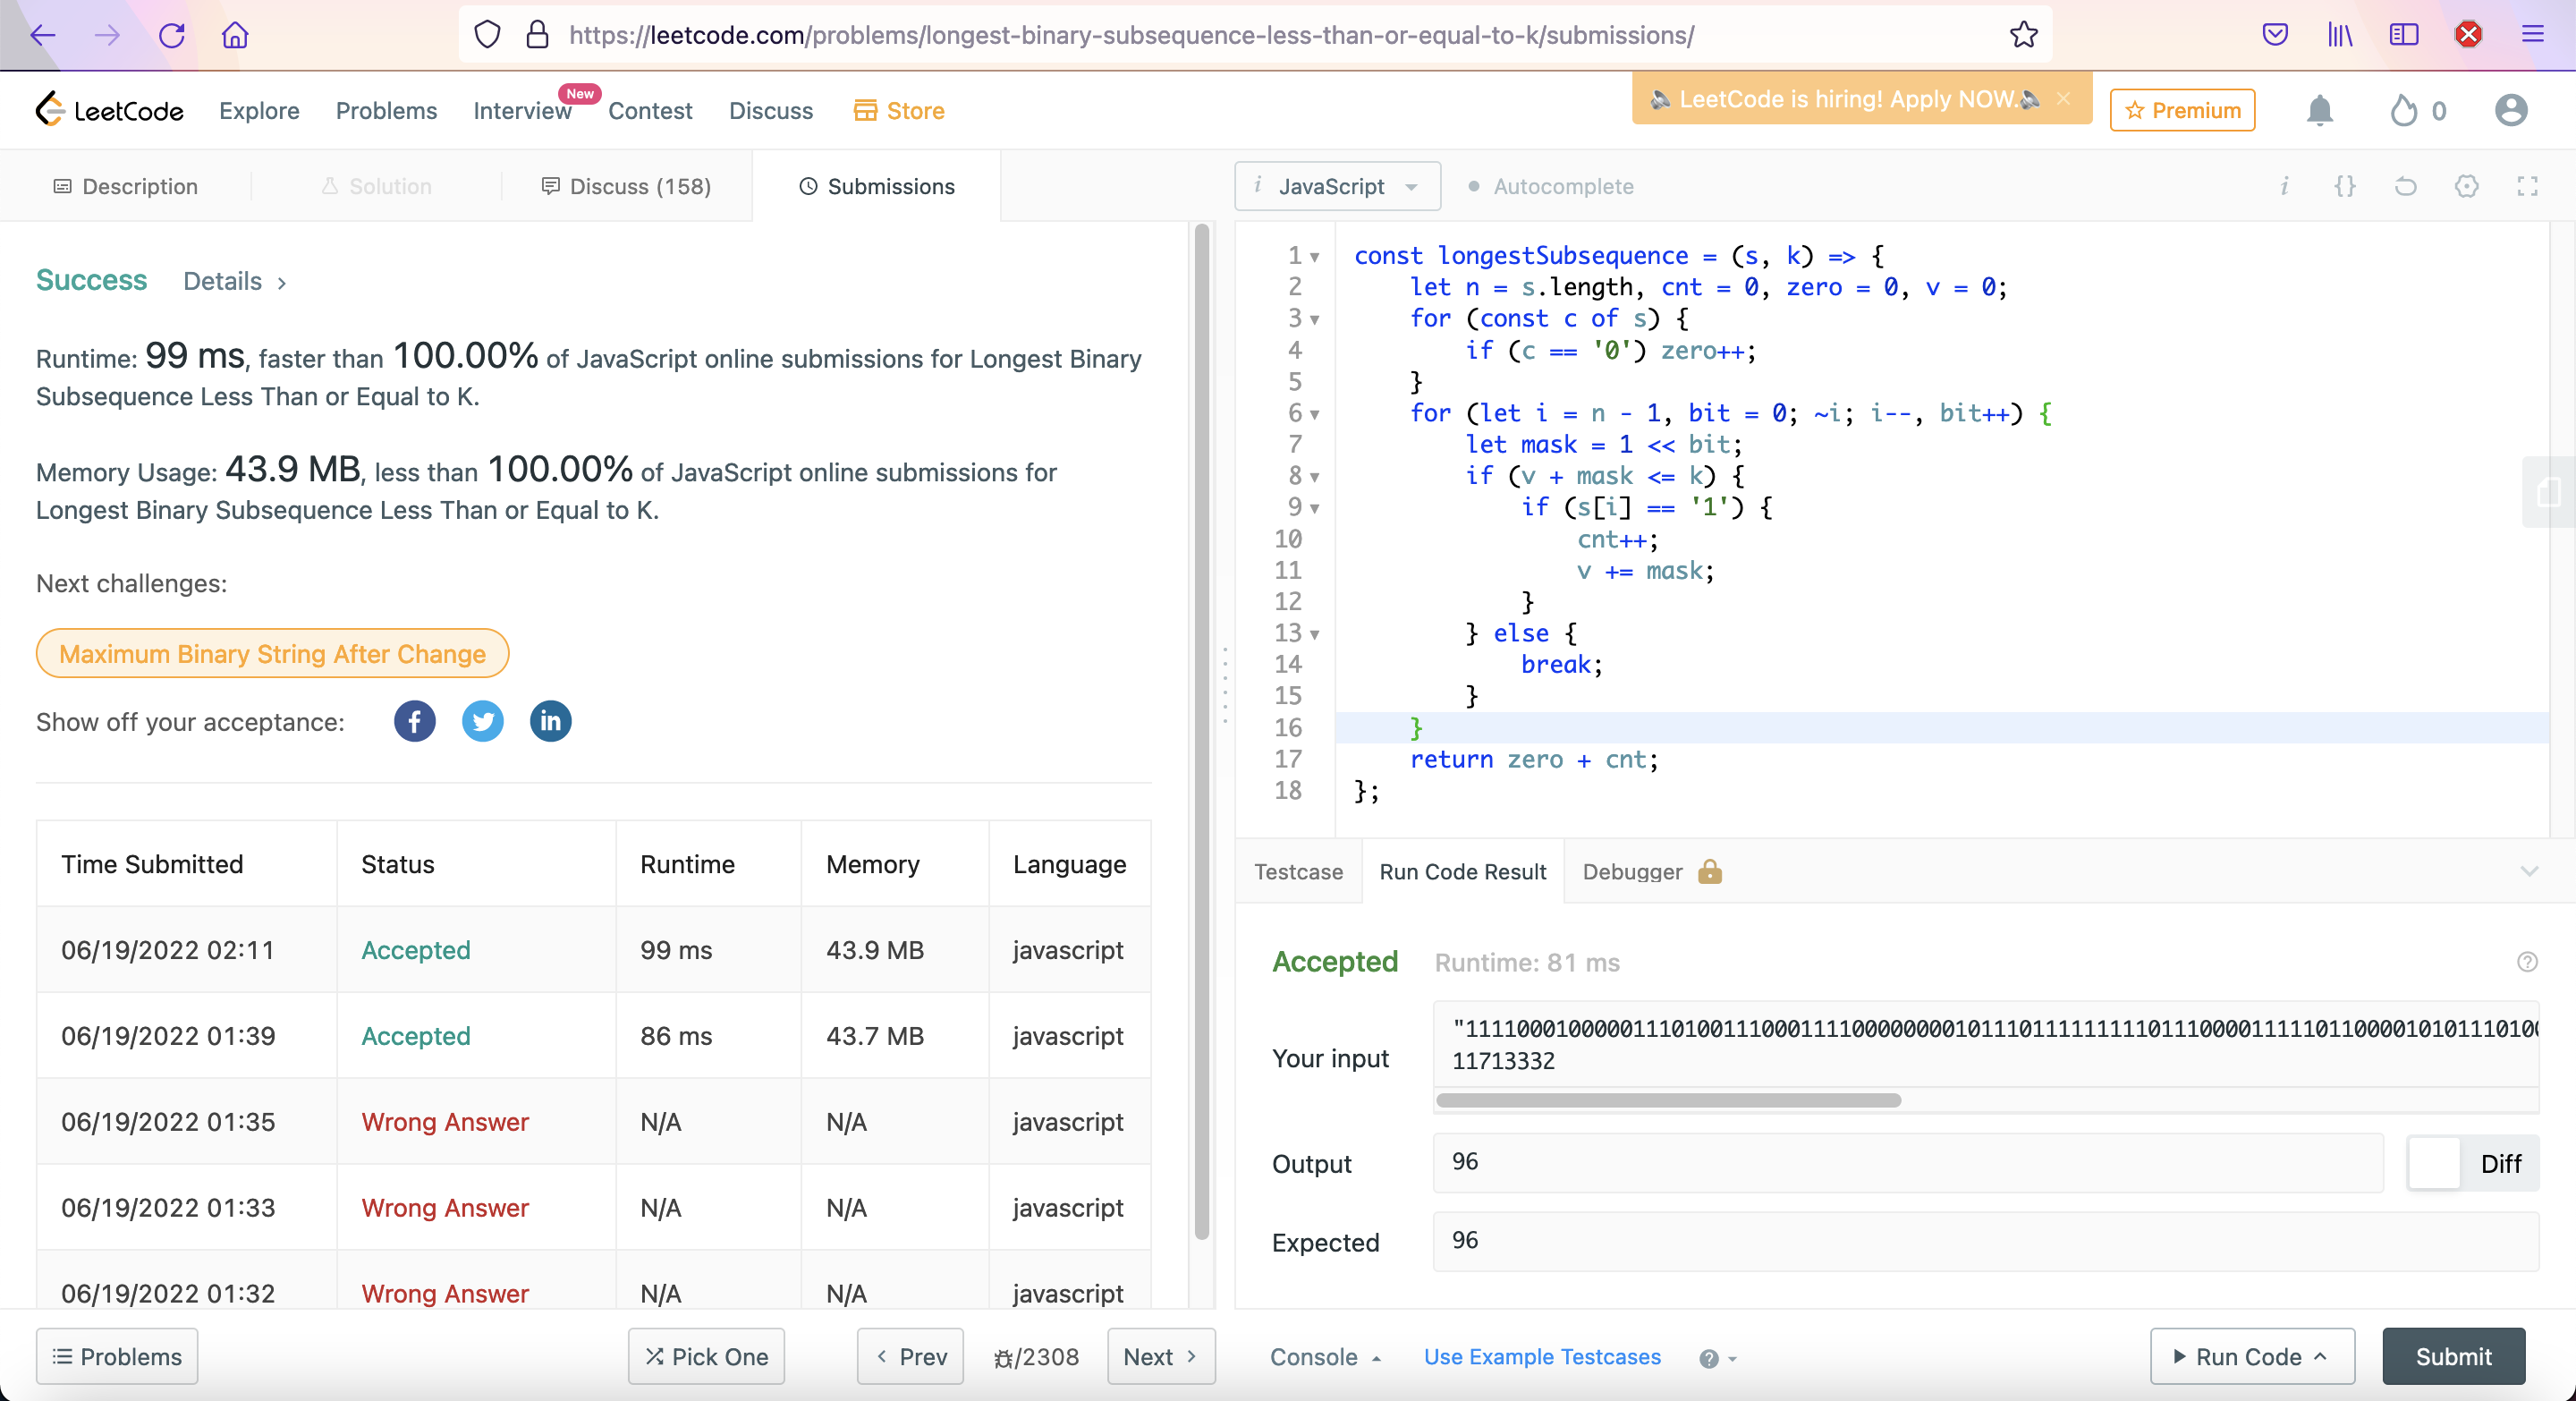 https://leetcode.com/problems/longest-binary-subsequence-less-than-or-equal-to-k/submissions/
LeetCode Explore Problems Interview New Contest Discuss Store
LeetCode is hiring! Apply NOW.
Premium
0
Description Solution Discuss (158) Submissions
i JavaScript Autocomplete i {}
Success Details
Runtime: 99 ms, faster than 100.00% of JavaScript online submissions for Longest Binary
Subsequence Less Than or Equal to K.
Memory Usage: 43.9 MB, less than 100.00% of JavaScript online submissions for
Longest Binary Subsequence Less Than or Equal to K.
Next challenges:
Maximum Binary String After Change
Show off your acceptance:
Time Submitted Status Runtime Memory Language
06/19/2022 02:11 Accepted 99 ms 43.9 MB javascript
06/19/2022 01:39 Accepted 86 ms 43.7 MB javascript
06/19/2022 01:35 Wrong Answer N/A N/A javascript
06/19/2022 01:33 Wrong Answer N/A N/A javascript
06/19/2022 01:32 Wrong Answer N/A N/A javascript
1 const longestSubsequence = (s, k) => {
2 let n = s.length, cnt = 0, zero = 0, v = 0;
3 for (const c of s) {
4 if (c == '0') zero++;
5 }
6 for (let i = n - 1, bit = 0; ~i; i--, bit++) {
7 let mask = 1 << bit;
8 if (v + mask <= k) {
9 if (s[i] == '1') {
10 cnt++;
11 v += mask;
12 }
13 } else {
14 break;
15 }
16 }
17 return zero + cnt;
18 };
Testcase Run Code Result Debugger
Accepted Runtime: 81 ms
Your input
11713332
Output 96 Diff
Expected 96
Problems Pick One Prev /2308 Next
Console Use Example Testcases Run Code Submit